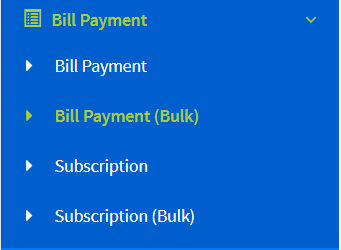 Bill Payment
Bill Payment
Bill Payment (Bulk)
Subscription
Subscription (Bulk)